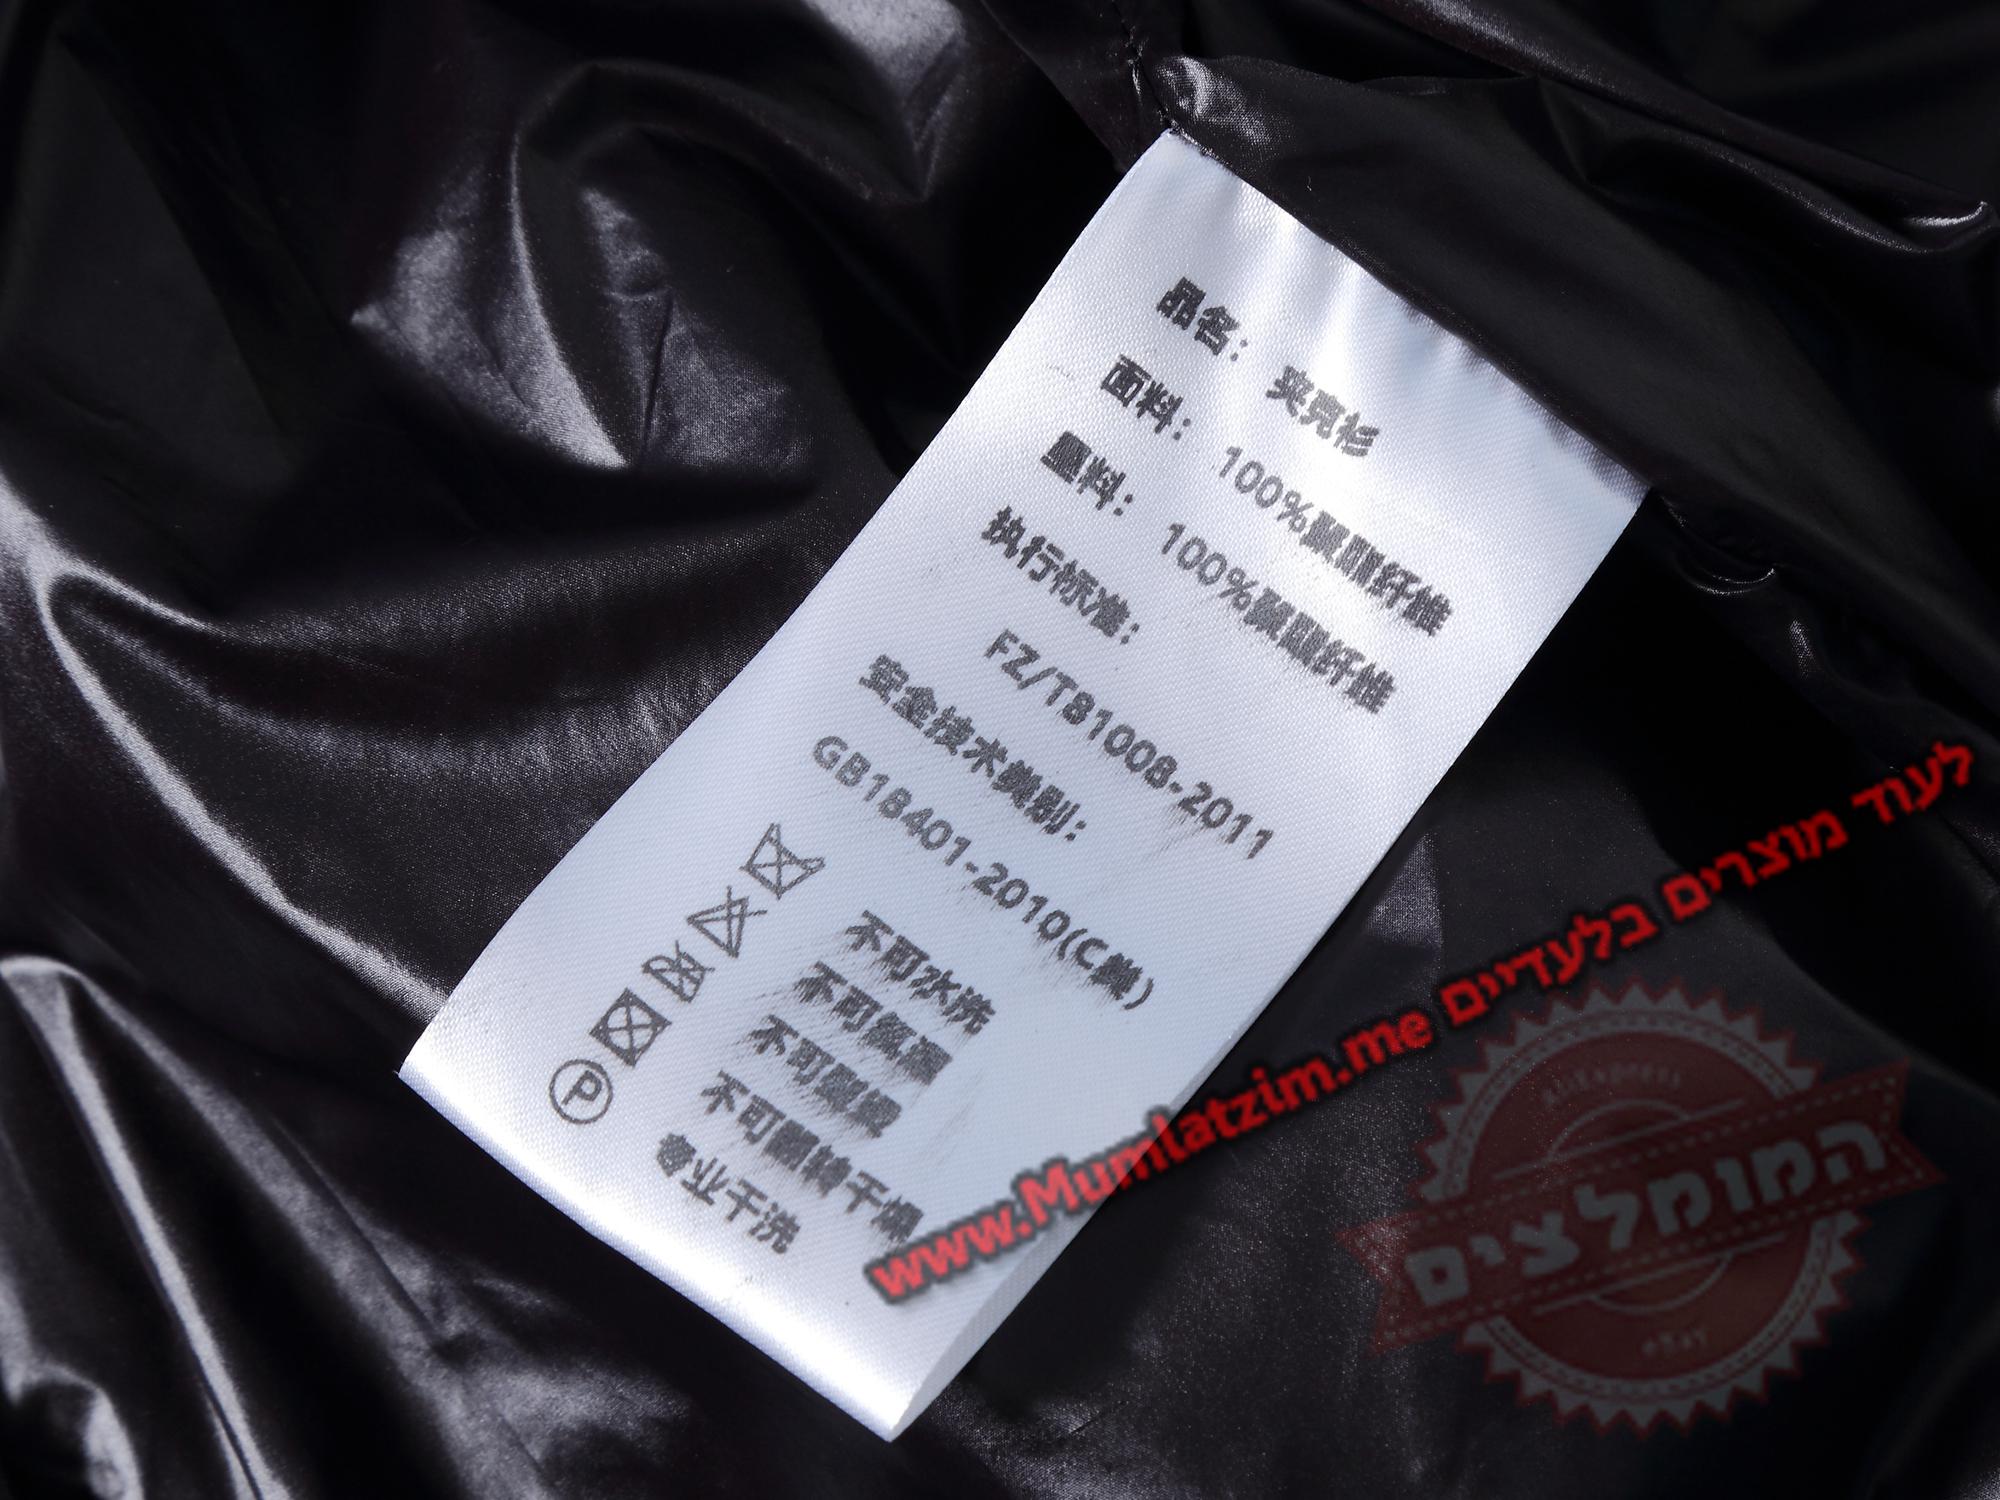 品名: 夹克衫
面料: 100%聚酯纤维
里料: 100%聚酯纤维
执行标准:
FZ/T81008-2011
安全技术类别:
GB18401-2010(C类)
不可水洗
不可氯漂
不可熨烫
不可翻转干燥
P 专业干洗
לעוד מוצרים בלעדיים www.Mumlatzim.me
AliExpress
המומלצים
eBay